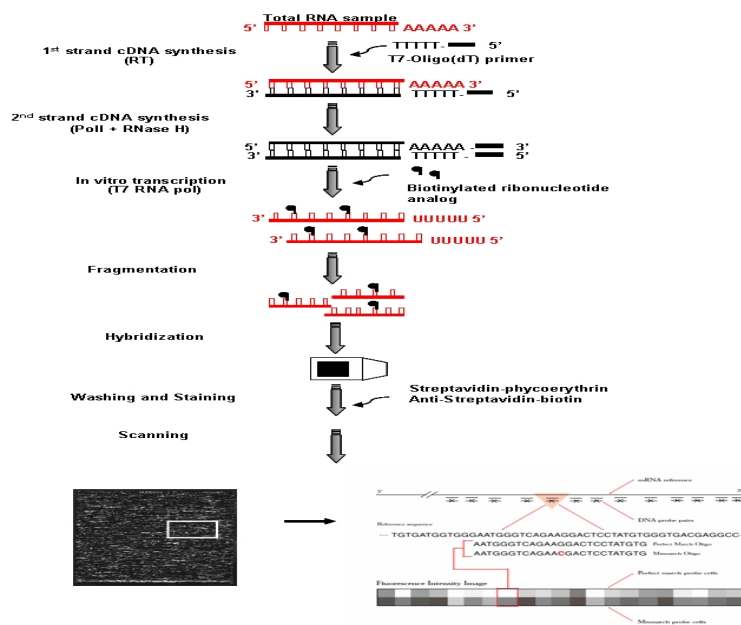 Total RNA sample
5’ AAAAA 3’
1st strand cDNA synthesis
(RT)
TTTTT- 5’
T7-Oligo(dT) primer
5’ AAAAA 3’
3’ TTTTT- 5’
2nd strand cDNA synthesis
(PolI + RNase H)
5’ AAAAA - 3’
3’ TTTTT - 5’
In vitro transcription
(T7 RNA pol)
Biotinylated ribonucleotide
analog
3’ UUUUU 5’
3’ UUUUU 5’
Fragmentation
Hybridization
Washing and Staining
Streptavidin-phycoerythrin
Anti-Streptavidin-biotin
Scanning
mRNA reference
5' 3'
DNA probe pairs
Reference sequence
··· TGTGATGGTGGGAATGGGTCAGAAGGACTCCTATGTGGGTGACGAGGCC
AATGGGTCAGAAGGACTCCTATGTG Perfect Match Oligo
AATGGGTCAGAACGACTCCTATGTG Mismatch Oligo
Fluorescence Intensity Image
Perfect match probe cells
Mismatch probe cells